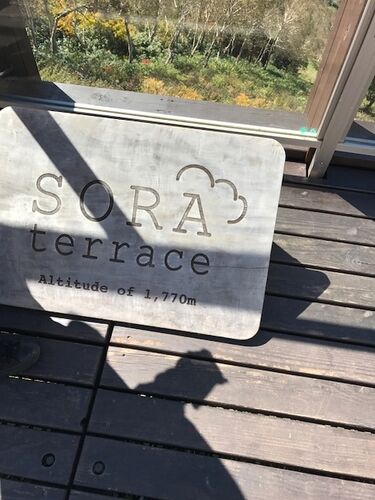 SORA
terrace
Altitude of 1,770m